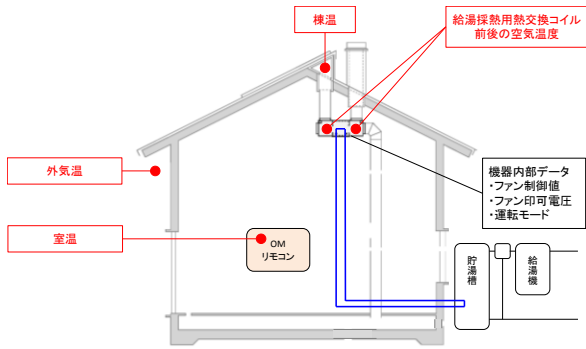 棟温
給湯採熱用熱交換コイル
前後の空気温度
外気温
機器内部データ
・ファン制御値
・ファン印可電圧
・運転モード
室温
OM
リモコン
貯湯槽
給湯機